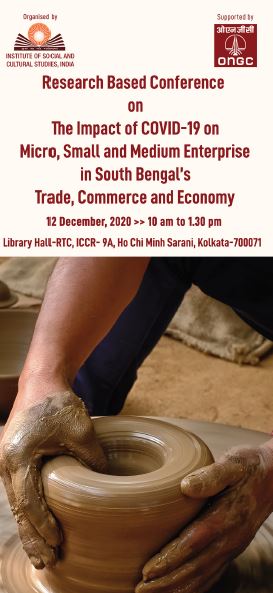 Organised by
Supported by
INSTITUTE OF SOCIAL AND
CULTURAL STUDIES, INDIA
ओ एन जी सी
ONGC
Research Based Conference
on
The Impact of COVID-19 on
Micro, Small and Medium Enterprise
in South Bengal's
Trade, Commerce and Economy
12 December, 2020 >> 10 am to 1.30 pm
Library Hall-RTC, ICCR- 9A, Ho Chi Minh Sarani, Kolkata-700071